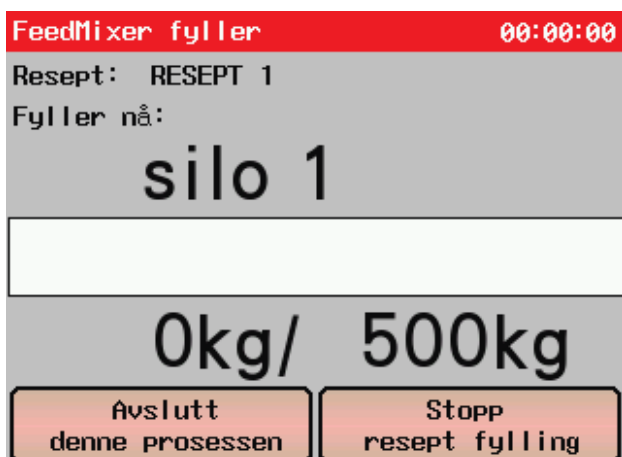 FeedMixer fyller 00:00:00
Resept: RESEPT 1
Fyller nå:
silo 1
0kg/ 500kg
Avslutt Stopp
denne prosessen resept fylling